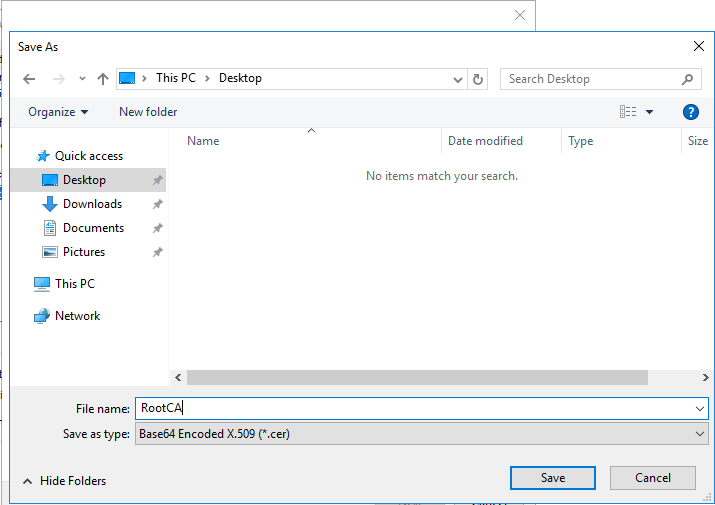 Save As
This PC > Desktop
Search Desktop
Organize
New folder
Name
Date modified
Type
Size
No items match your search.
Quick access
Desktop
Downloads
Documents
Pictures
This PC
Network
File name: RootCA
Save as type: Base64 Encoded X.509 (*.cer)
Hide Folders
Save
Cancel